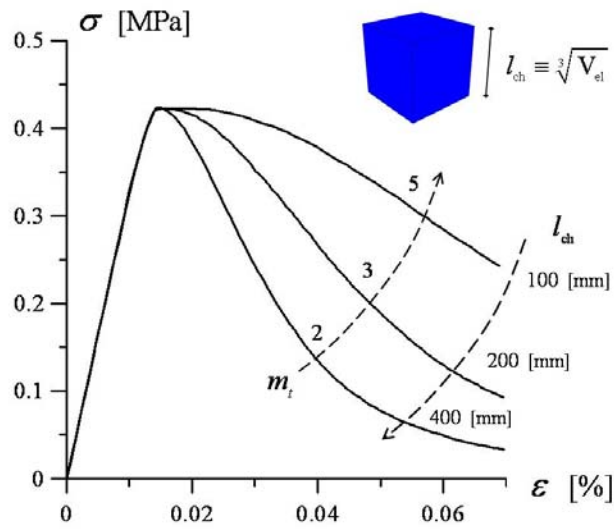 σ [MPa]
0.5
0.4
0.3
0.2
0.1
0
l_ch ≡ ∛V_el
5
3
2
m_t
l_ch
100 [mm]
200 [mm]
400 [mm]
0 0.02 0.04 0.06
ε [%]